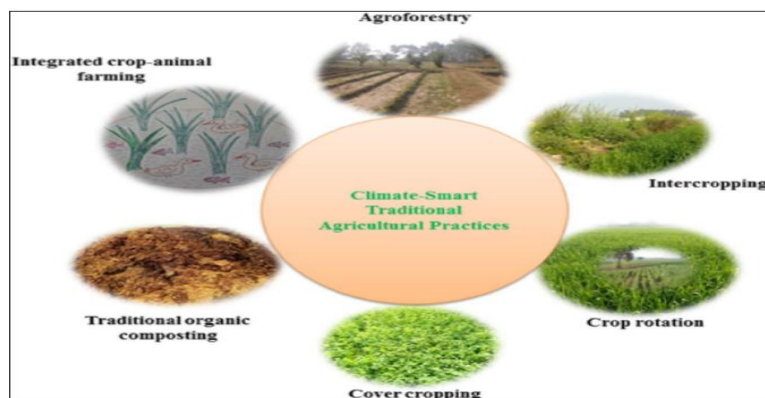 Agroforestry
Integrated crop-animal
farming
Intercropping
Climate-Smart
Traditional
Agricultural Practices
Traditional organic
composting
Crop rotation
Cover cropping